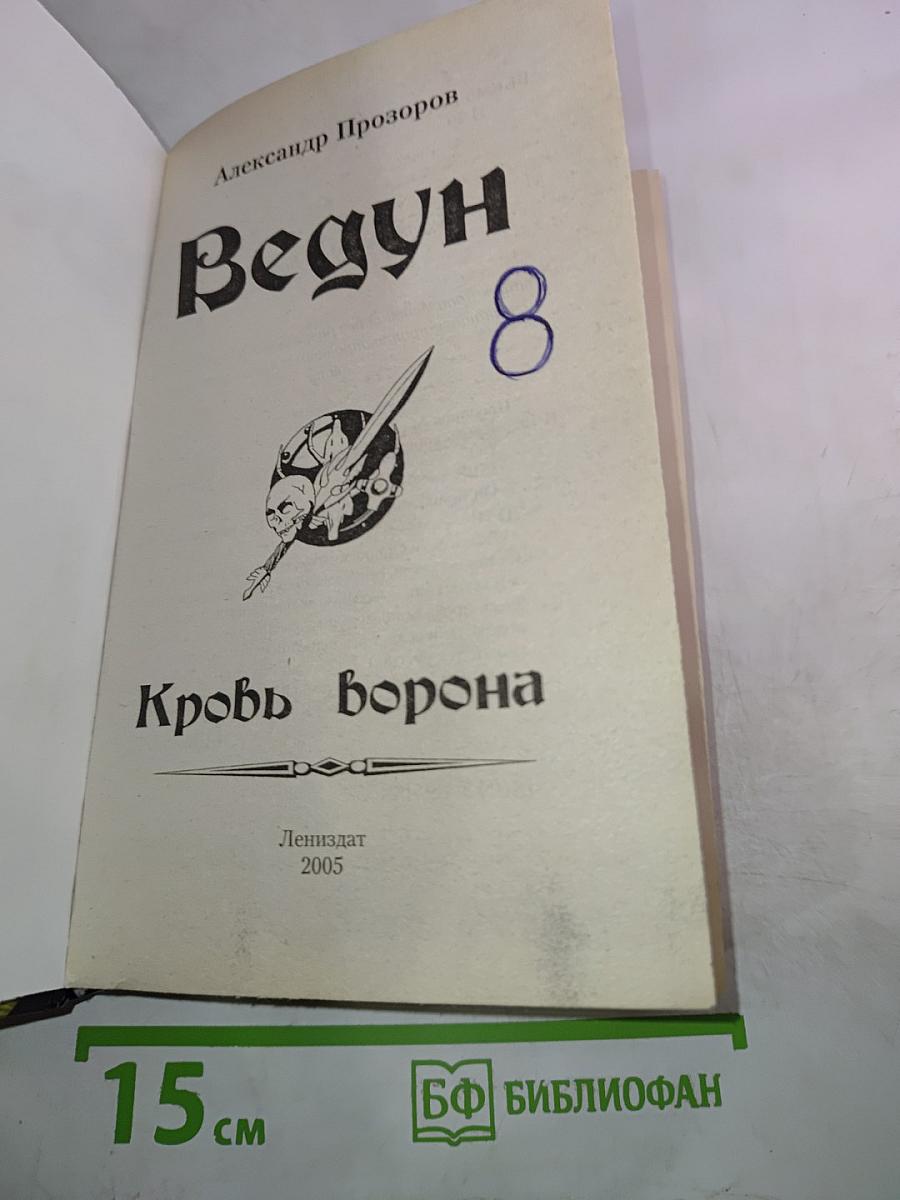 Александр Прозоров
Ведун
8
Кровь ворона
Лениздат
2005
15 см
БФ БИБЛИОФАН